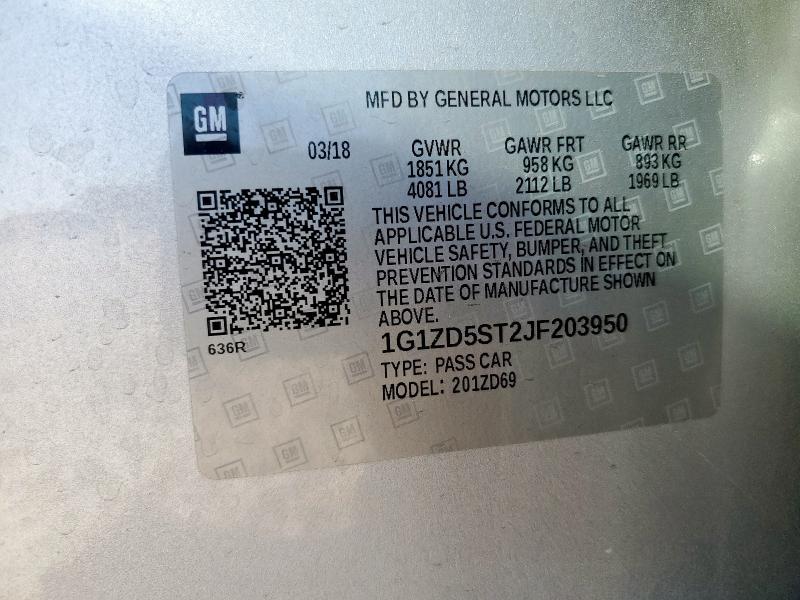 GM
MFD BY GENERAL MOTORS LLC
03/18
GVWR GAWR FRT GAWR RR
1851 KG 958 KG 893 KG
4081 LB 2112 LB 1969 LB
THIS VEHICLE CONFORMS TO ALL
APPLICABLE U.S. FEDERAL MOTOR
VEHICLE SAFETY, BUMPER, AND THEFT
PREVENTION STANDARDS IN EFFECT ON
THE DATE OF MANUFACTURE SHOWN
ABOVE.
1G1ZD5ST2JF203950
636R
TYPE: PASS CAR
MODEL: 201ZD69